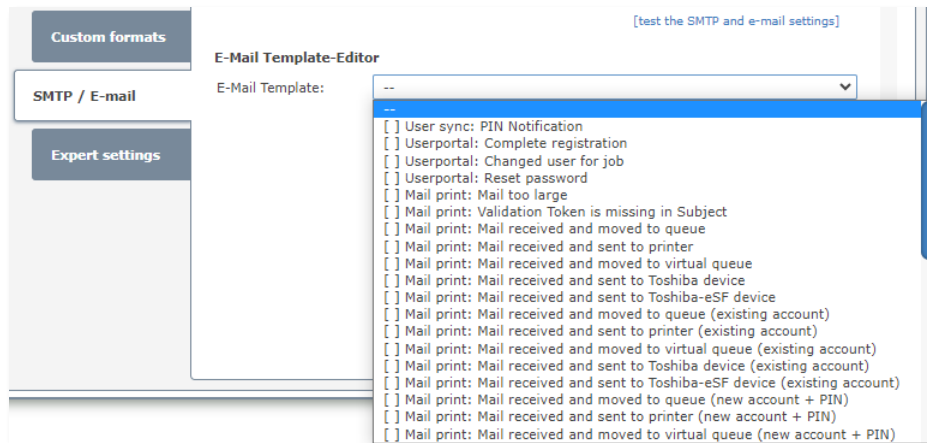 [test the SMTP and e-mail settings]
Custom formats
E-Mail Template-Editor
SMTP / E-mail
E-Mail Template:
--
--
[ ] User sync: PIN Notification
[ ] Userportal: Complete registration
Expert settings
[ ] Userportal: Changed user for job
[ ] Userportal: Reset password
[ ] Mail print: Mail too large
[ ] Mail print: Validation Token is missing in Subject
[ ] Mail print: Mail received and moved to queue
[ ] Mail print: Mail received and sent to printer
[ ] Mail print: Mail received and moved to virtual queue
[ ] Mail print: Mail received and sent to Toshiba device
[ ] Mail print: Mail received and sent to Toshiba-eSF device
[ ] Mail print: Mail received and moved to queue (existing account)
[ ] Mail print: Mail received and sent to printer (existing account)
[ ] Mail print: Mail received and moved to virtual queue (existing account)
[ ] Mail print: Mail received and sent to Toshiba device (existing account)
[ ] Mail print: Mail received and sent to Toshiba-eSF device (existing account)
[ ] Mail print: Mail received and moved to queue (new account + PIN)
[ ] Mail print: Mail received and sent to printer (new account + PIN)
[ ] Mail print: Mail received and moved to virtual queue (new account + PIN)